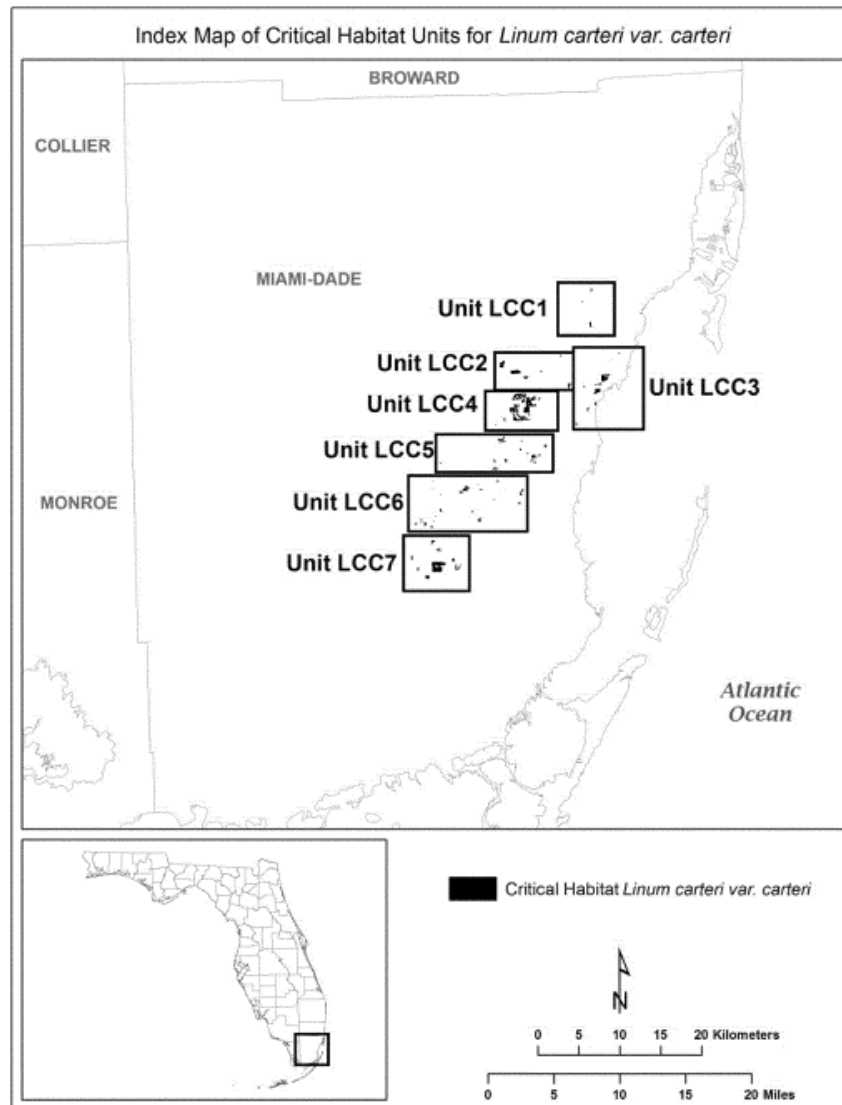 Index Map of Critical Habitat Units for Linum carteri var. carteri
BROWARD
COLLIER
MIAMI-DADE
Unit LCC1
Unit LCC2
Unit LCC3
Unit LCC4
Unit LCC5
Unit LCC6
MONROE
Unit LCC7
Atlantic
Ocean
Critical Habitat Linum carteri var. carteri
N
0 5 10 15 20 Kilometers
0 5 10 15 20 Miles